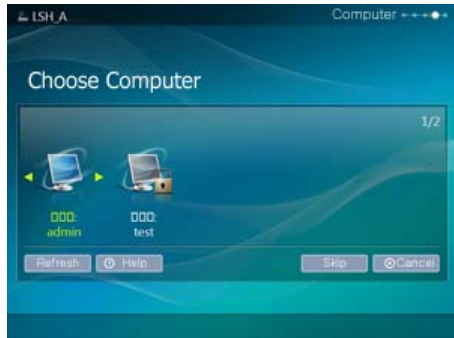 LSH_A
Computer
Choose Computer
1/2
□□□:
admin
□□□:
test
Refresh
Help
Skip
Cancel